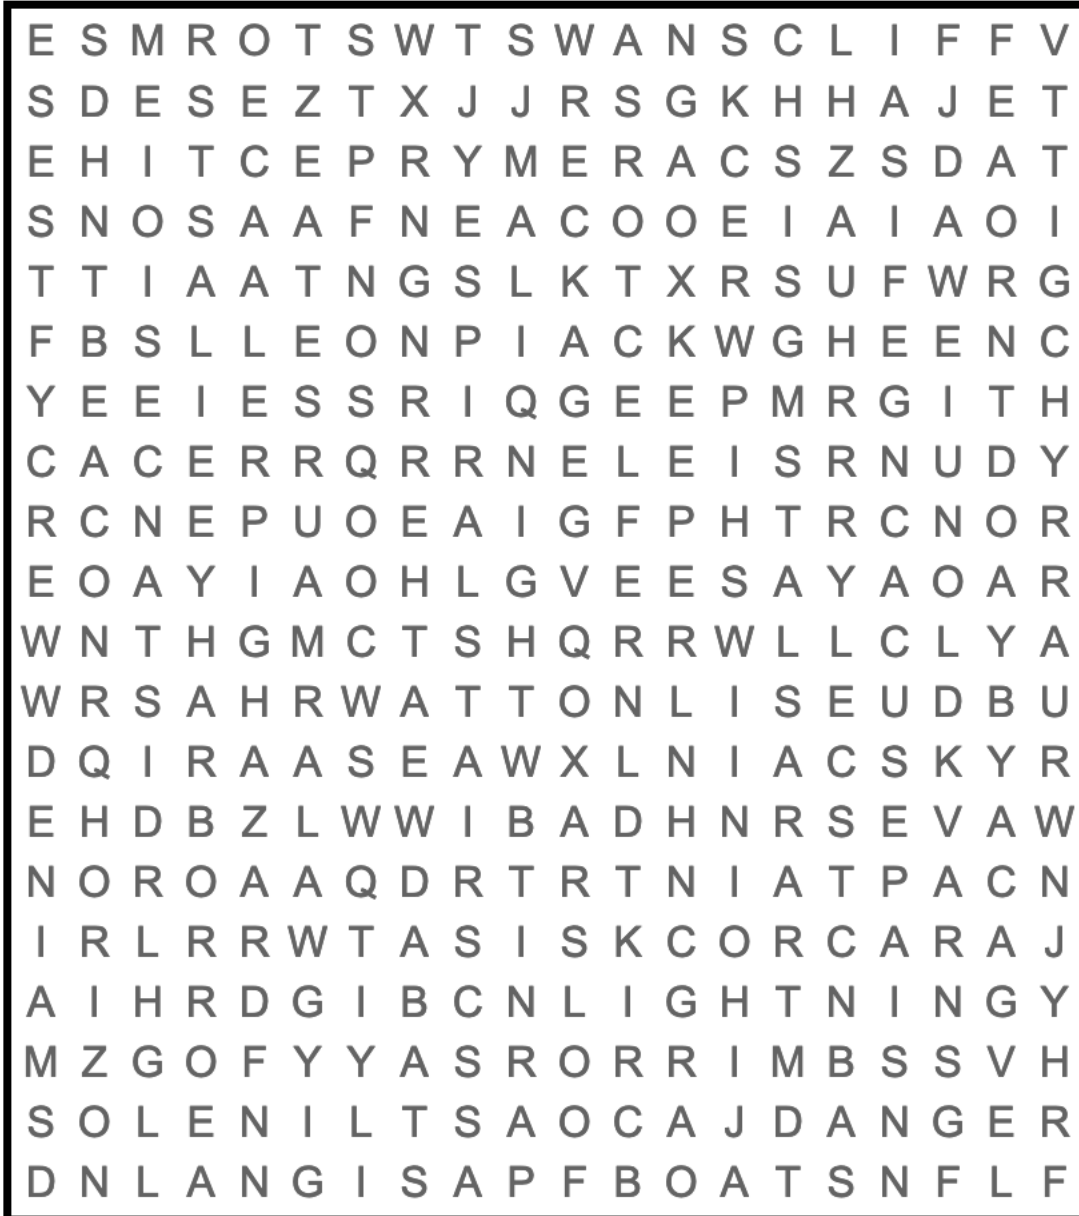 E S M R O T S W T S W A N S C L I F F V
S D E S E Z T X J J R S G K H H A J E T
E H I T C E P R Y M E R A C S Z S D A T
S N O S A A F N E A C O O E I A I A O I
T T I A A T N G S L K T X R S U F W R G
F B S L L E O N P I A C K W G H E E N C
Y E E I E S S R I Q G E E P M R G I T H
C A C E R R Q R R N E L E I S R N U D Y
R C N E P U O E A I G F P H T R C N O R
E O A Y I A O H L G V E E S A Y A O A R
W N T H G M C T S H Q R R W L L C L Y A
W R S A H R W A T T O N L I S E U D B U
D Q I R A A S E A W X L N I A C S K Y R
E H D B Z L W W I B A D H N R S E V A W
N O R O A A Q D R T R T N I A T P A C N
I R L R R W T A S I S K C O R C A R A J
A I H R D G I B C N L I G H T N I N G Y
M Z G O F Y Y A S R O R R I M B S S V H
S O L E N I L T S A O C A J D A N G E R
D N L A N G I S A P F B O A T S N F L F